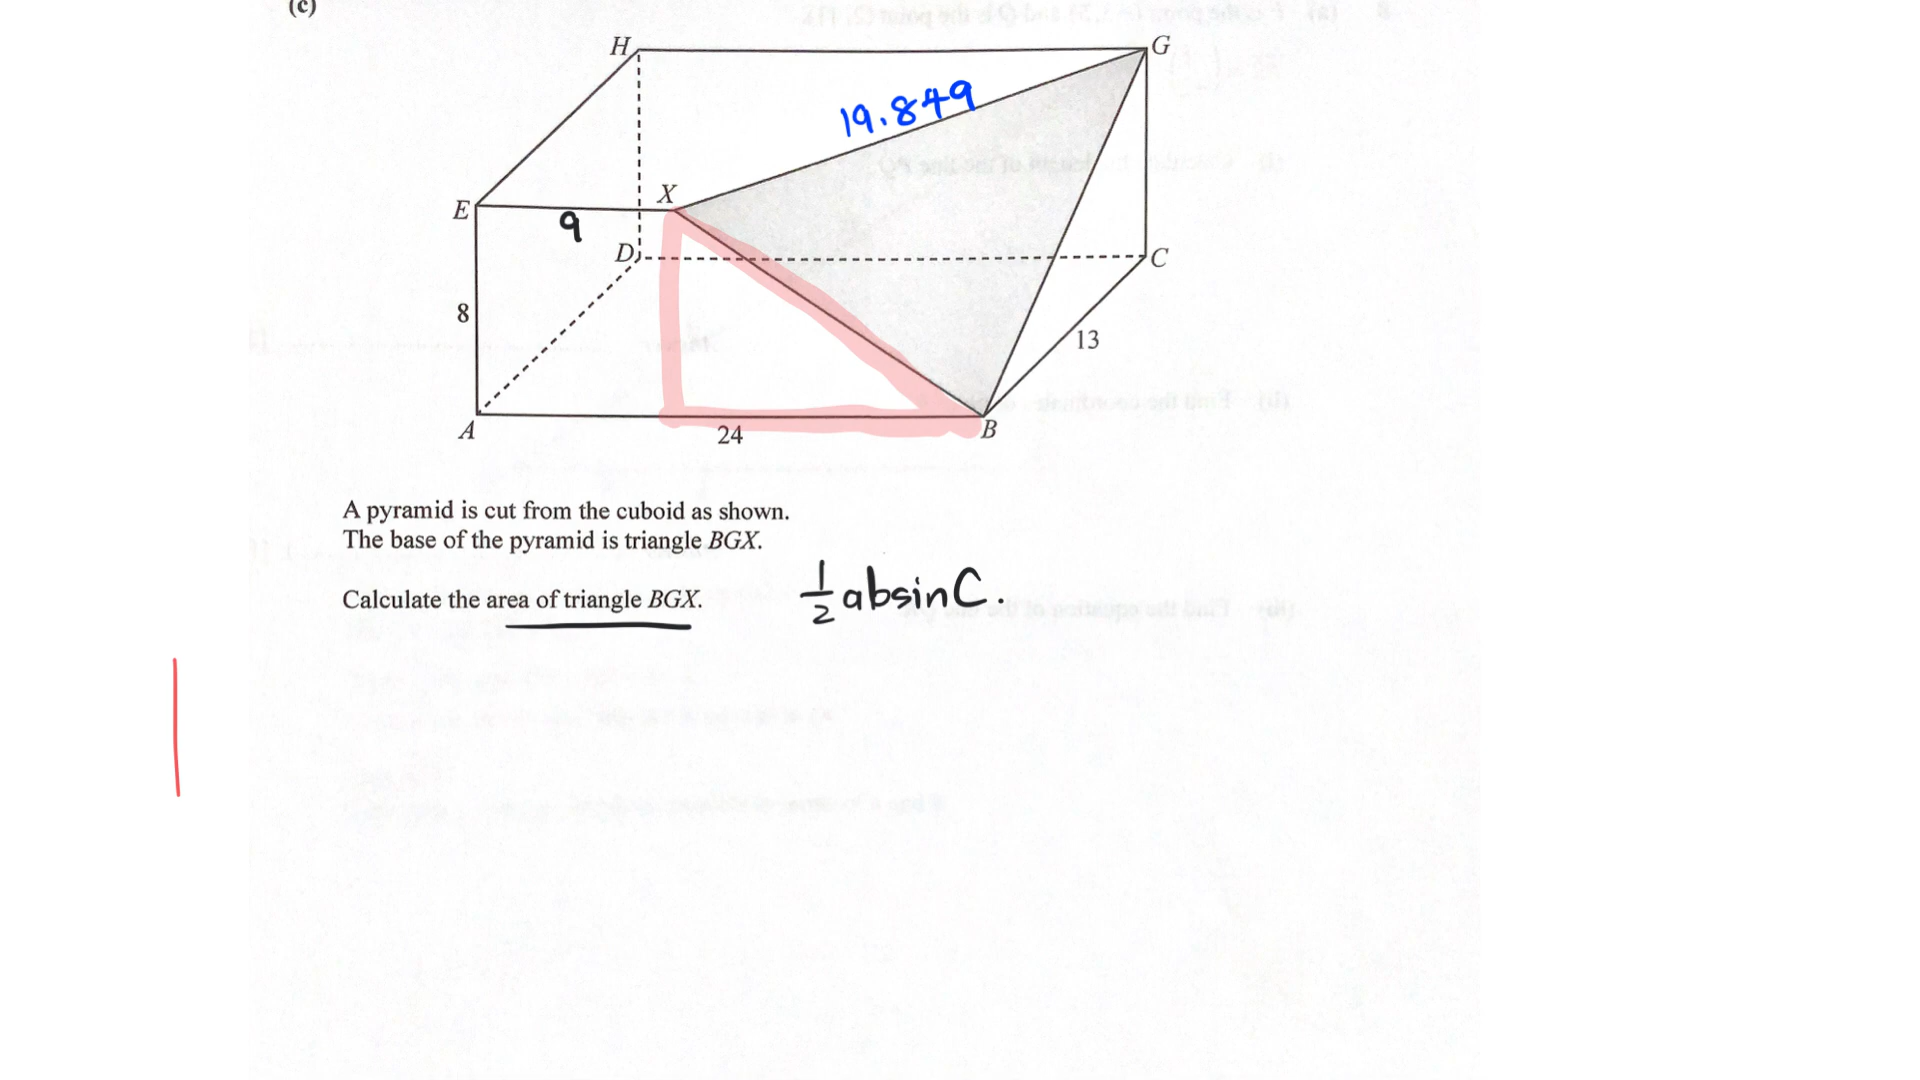 (c)
H
G
19.849
X
E
9
D
C
8
13
A
24
B
A pyramid is cut from the cuboid as shown.
The base of the pyramid is triangle BGX.
½absinC.
Calculate the area of triangle BGX.